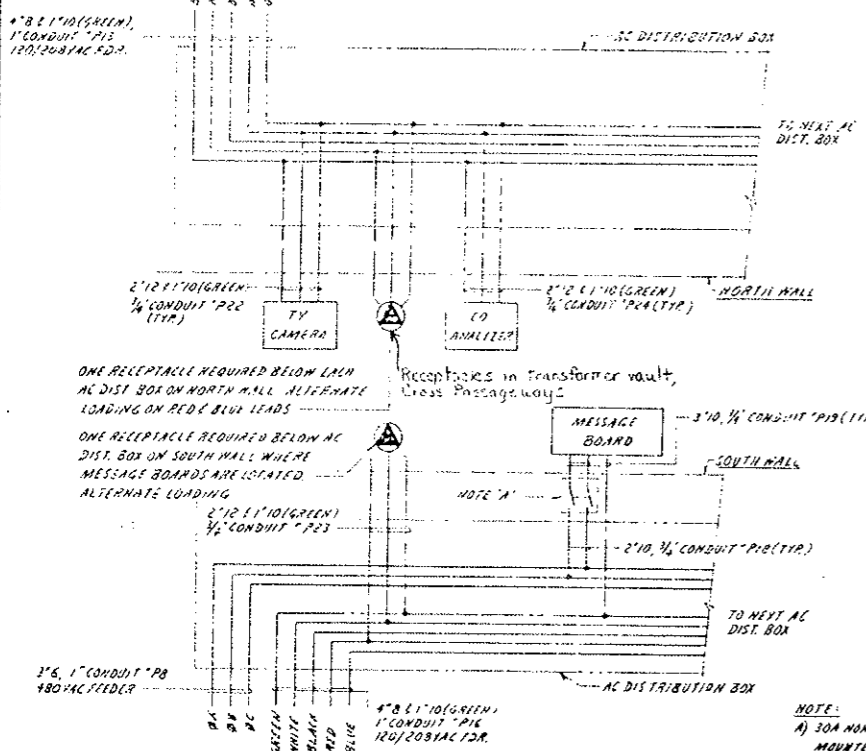 4#8 & 1#10 (GREEN),
1" CONDUIT #P15
120/208VAC FDR.
AC DISTRIBUTION BOX
TO NEXT AC
DIST. BOX
2#12 & 1#10 (GREEN)
3/4" CONDUIT #P22
(TYP.)
TV
CAMERA
CO
ANALIZER
2#12 & 1#10 (GREEN)
3/4" CONDUIT #P24 (TYP.)
NORTH WALL
ONE RECEPTACLE REQUIRED BELOW EACH
AC DIST BOX ON NORTH WALL ALTERNATE
LOADING ON RED & BLUE LEADS
Receptacles in Transformer vault,
Cross Passageways
ONE RECEPTACLE REQUIRED BELOW AC
DIST. BOX ON SOUTH WALL WHERE
MESSAGE BOARDS ARE LOCATED.
ALTERNATE LOADING
MESSAGE
BOARD
3#10, 3/4" CONDUIT #P19
SOUTH WALL
NOTE "A"
2#12 & 1#10 (GREEN)
3/4" CONDUIT #P23
2#10, 3/4" CONDUIT #P18 (TYP.)
TO NEXT AC
DIST. BOX
3#6, 1" CONDUIT #P8
480VAC FEEDER
AC DISTRIBUTION BOX
ØA
ØB
ØC
GREEN
WHITE
BLACK
RED
BLUE
4#8 & 1#10 (GREEN)
1" CONDUIT #P16
120/208VAC FDR.
NOTE:
A) 30A NON